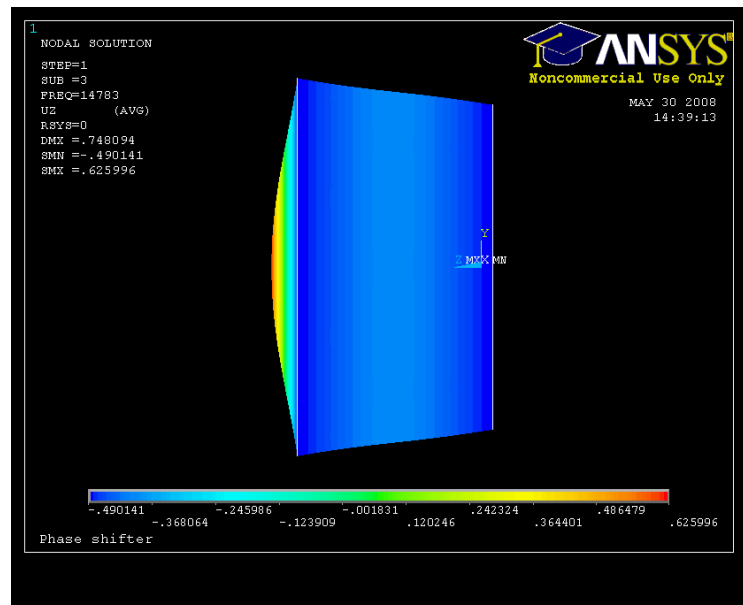 1
NODAL SOLUTION
STEP=1
SUB =3
FREQ=14783
UZ (AVG)
RSYS=0
DMX =.748094
SMN =-.490141
SMX =.625996
ANSYS
Noncommercial Use Only
MAY 30 2008
14:39:13
Y
Z MXX MN
-.490141 -.245986 -.001831 .242324 .486479
-.368064 -.123909 .120246 .364401 .625996
Phase shifter